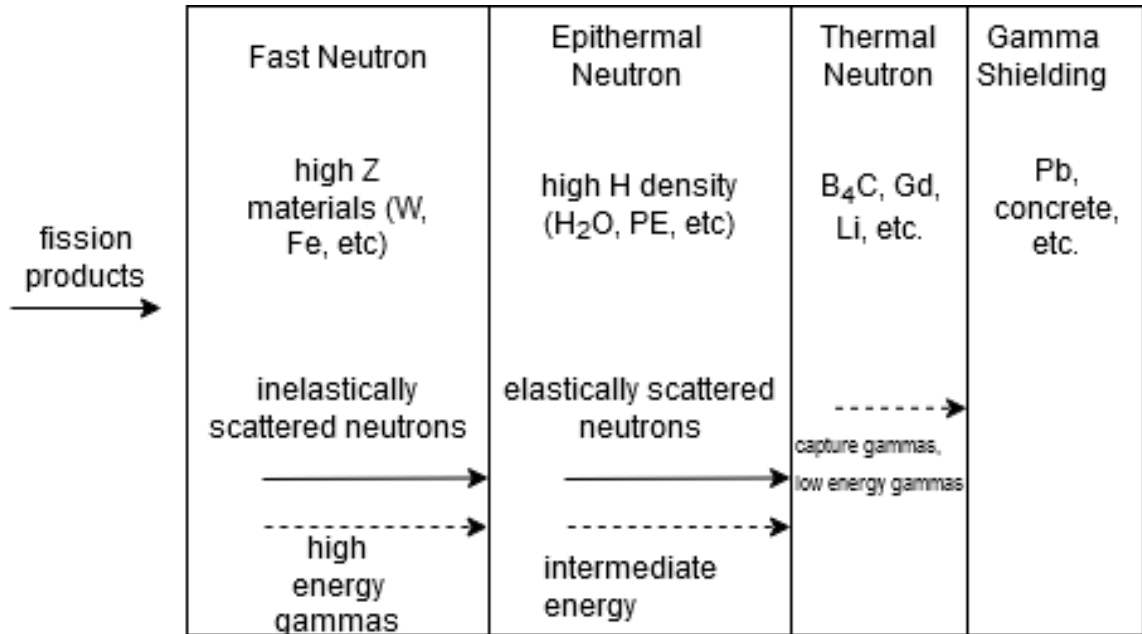 Fast Neutron
Epithermal
Neutron
Thermal
Neutron
Gamma
Shielding
fission
products
high Z
materials (W,
Fe, etc)
high H density
(H₂O, PE, etc)
B₄C, Gd,
Li, etc.
Pb,
concrete,
etc.
inelastically
scattered neutrons
elastically scattered
neutrons
capture gammas,
low energy gammas
high
energy
gammas
intermediate
energy